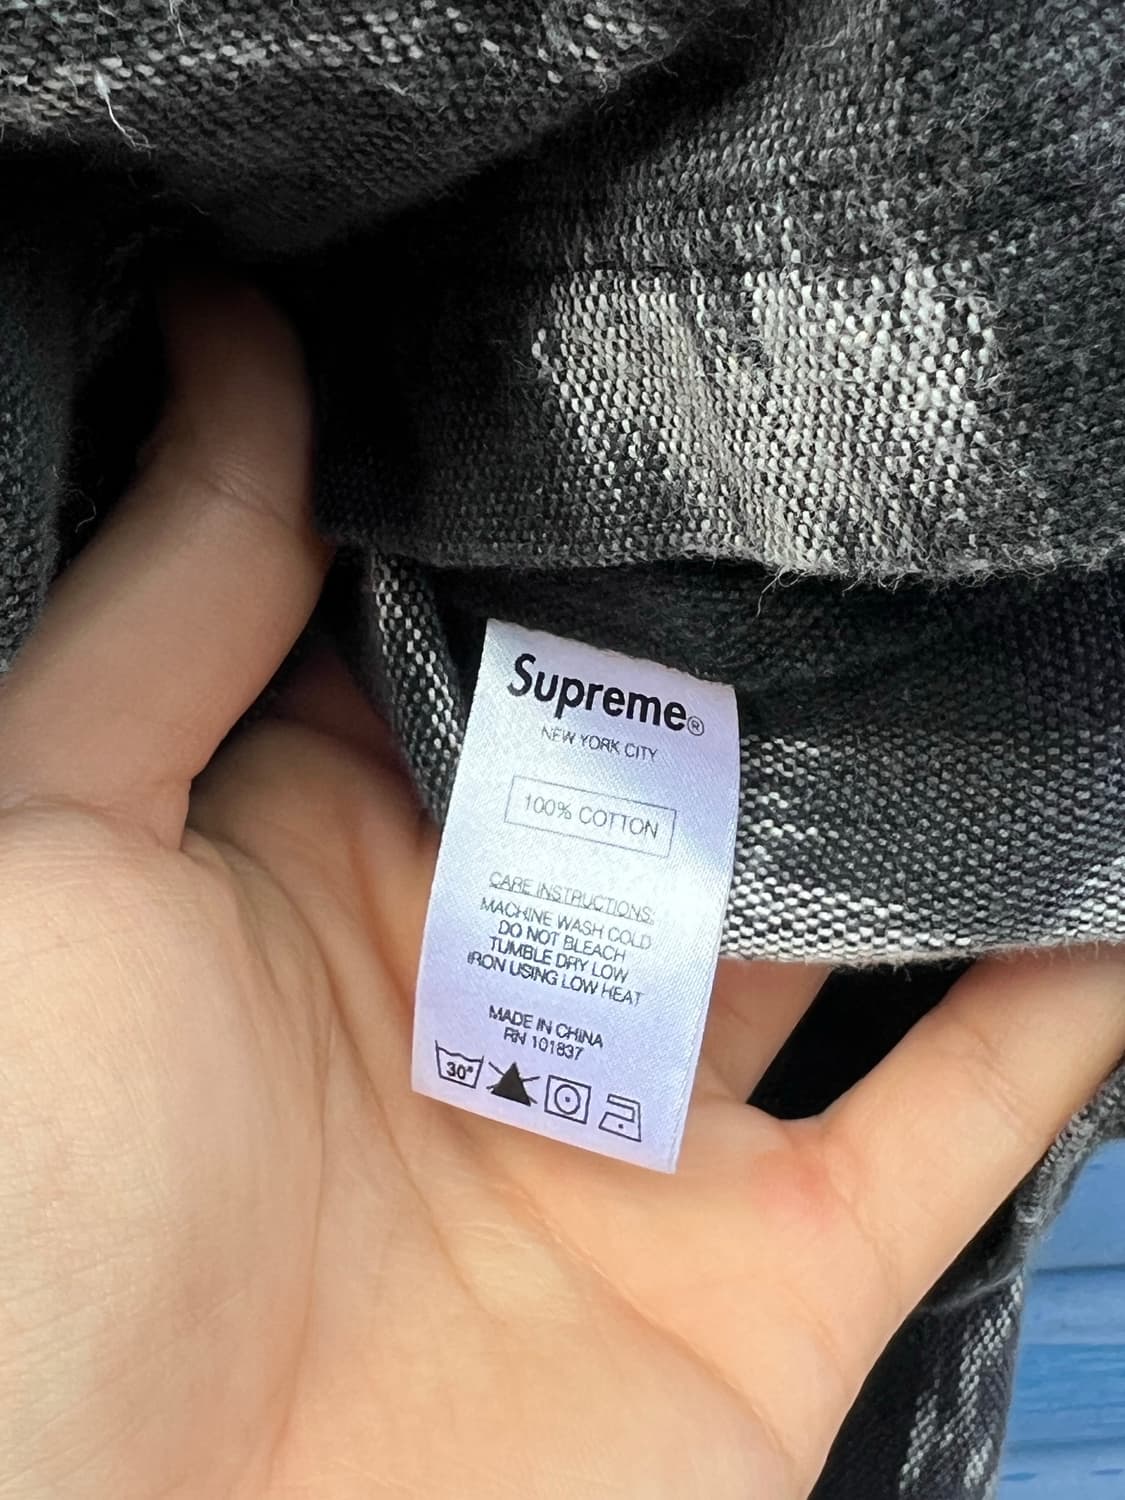 Supreme®
NEW YORK CITY
100% COTTON
CARE INSTRUCTIONS:
MACHINE WASH COLD
DO NOT BLEACH
TUMBLE DRY LOW
IRON USING LOW HEAT
MADE IN CHINA
RN 101837
30°